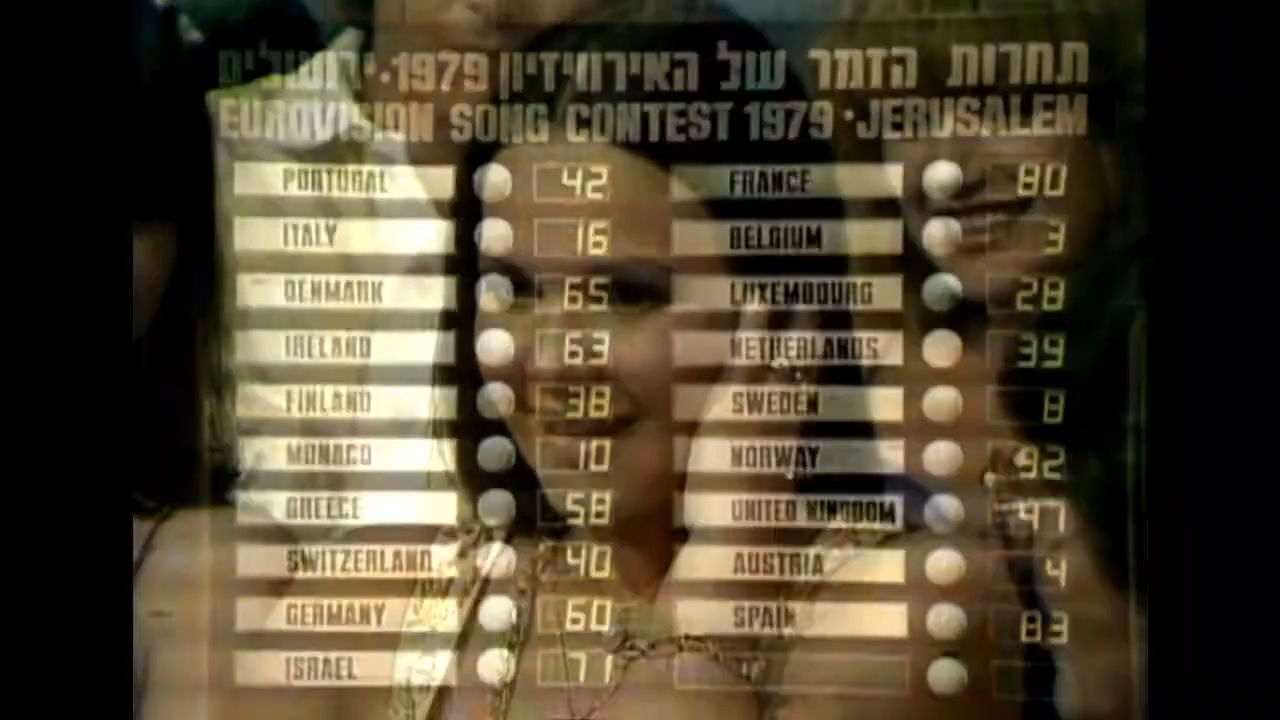 תחרות הזמר של האירוויזיון 1979· ירושלים
EUROVISION SONG CONTEST 1979 · JERUSALEM
PORTUGAL 42 FRANCE 80
ITALY 16 BELGIUM 3
DENMARK 65 LUXEMBOURG 28
IRELAND 63 NETHERLANDS 39
FINLAND 38 SWEDEN 8
MONACO 10 NORWAY 92
GREECE 58 UNITED KINGDOM 47
SWITZERLAND 40 AUSTRIA 4
GERMANY 60 SPAIN 83
ISRAEL 71